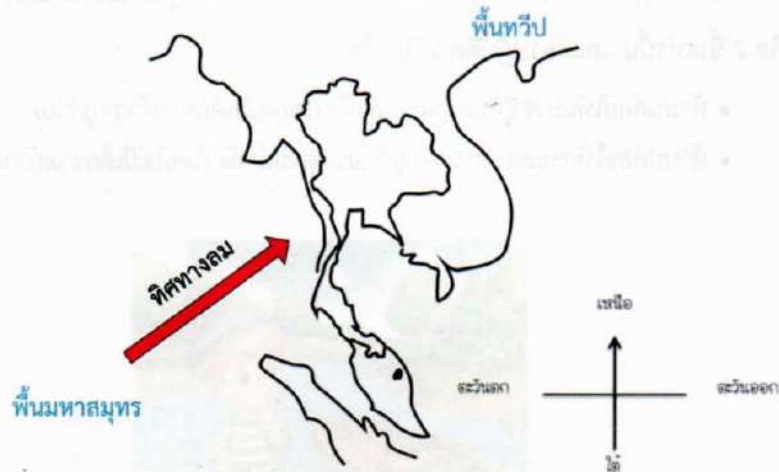 พื้นทวีป
ทิศทางลม
เหนือ
พื้นมหาสมุทร
ตะวันตก
ตะวันออก
ใต้